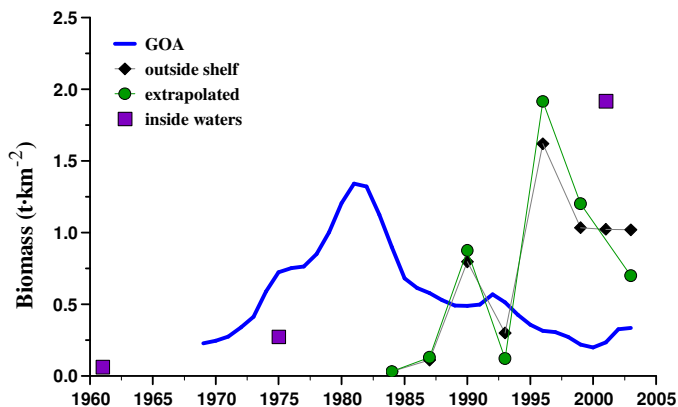 2.5
2.0
1.5
1.0
0.5
0.0
Biomass (t·km-2)
GOA
outside shelf
extrapolated
inside waters
1960 1965 1970 1975 1980 1985 1990 1995 2000 2005